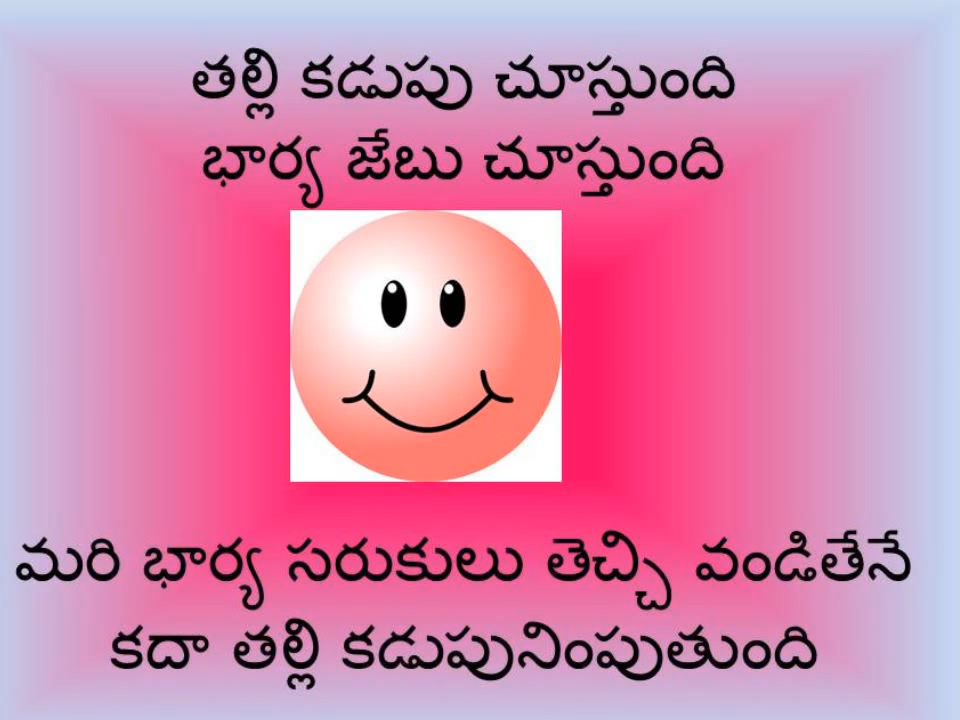 తల్లి కడుపు చూస్తుంది
భార్య జేబు చూస్తుంది
మరి భార్య సరుకులు తెచ్చి వండితేనే
కదా తల్లి కడుపునింపుతుంది